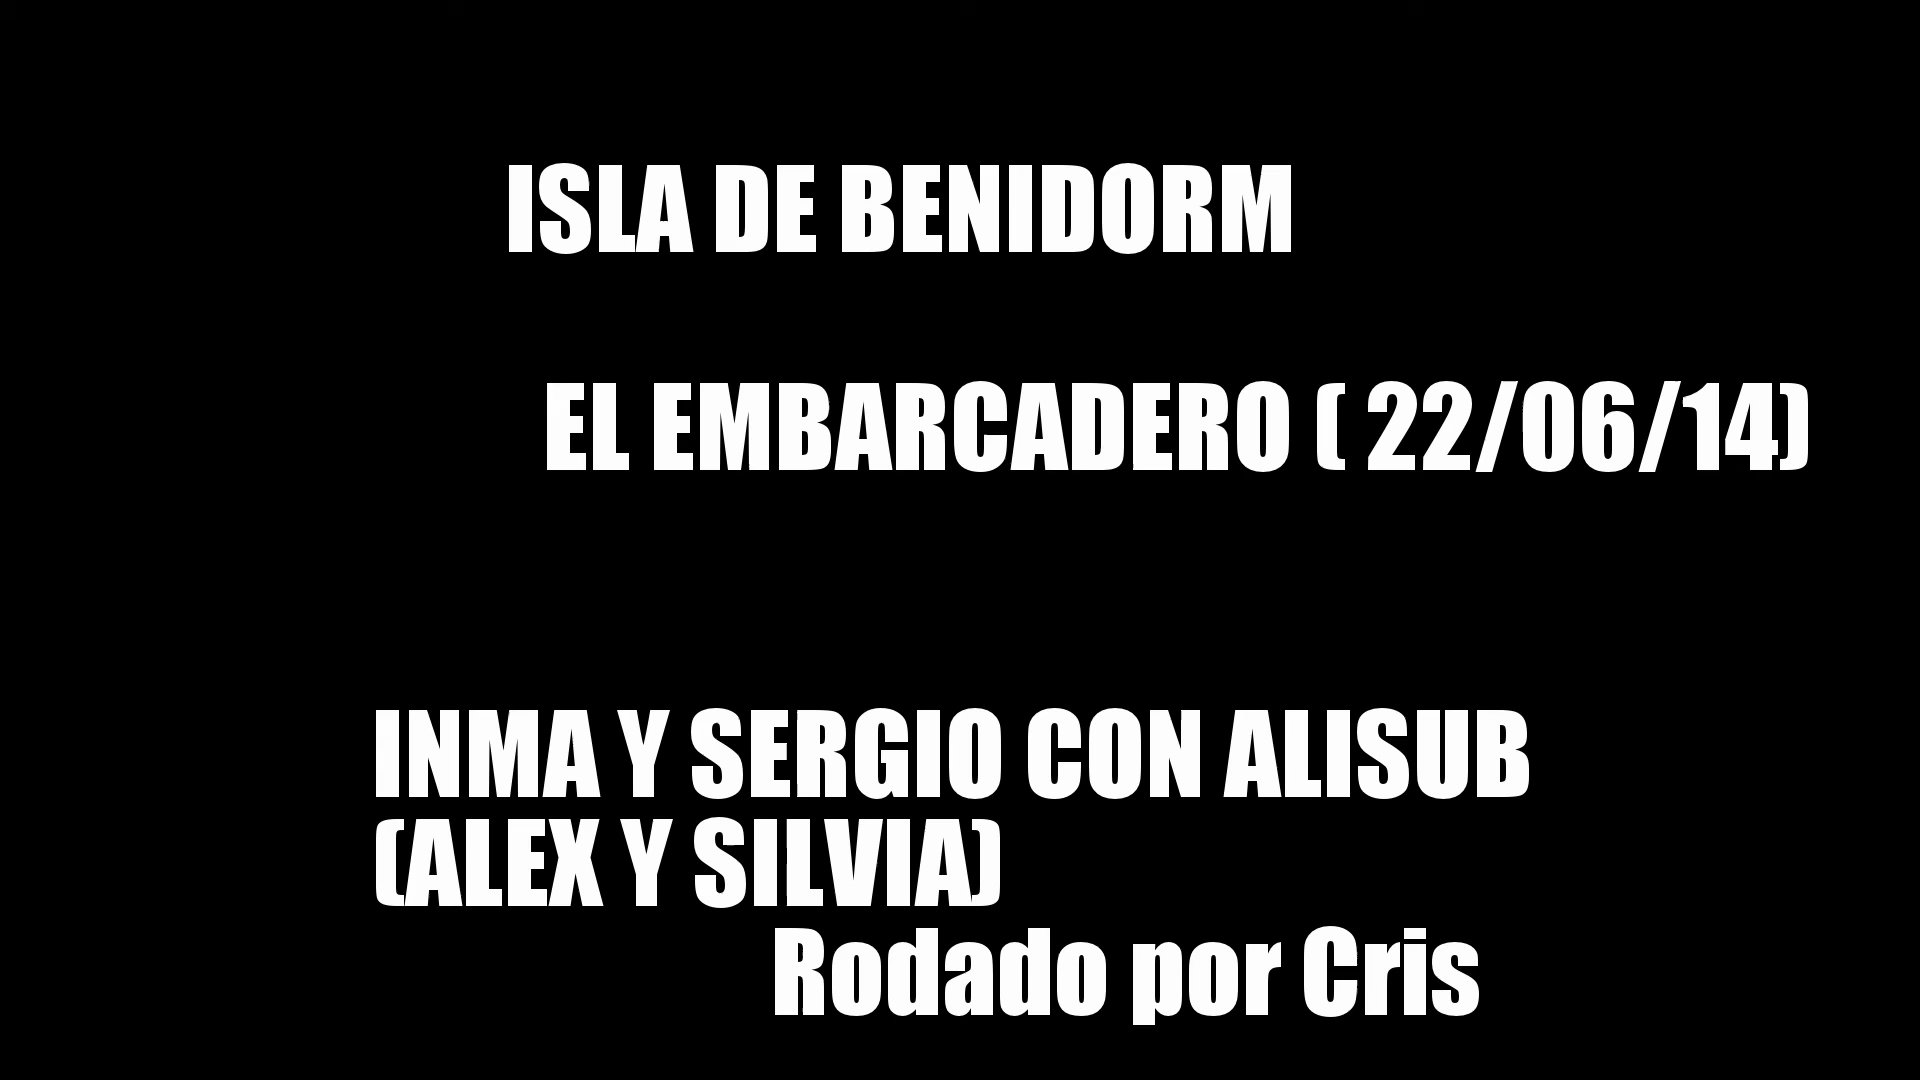 ISLA DE BENIDORM
EL EMBARCADERO ( 22/06/14)
INMA Y SERGIO CON ALISUB
(ALEX Y SILVIA)
Rodado por Cris